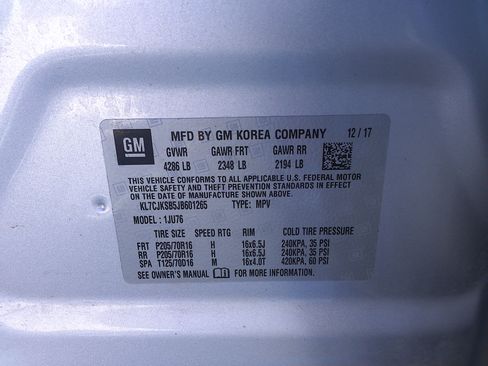 GM
MFD BY GM KOREA COMPANY 12/17
GVWR GAWR FRT GAWR RR
4286 LB 2348 LB 2194 LB
THIS VEHICLE CONFORMS TO ALL APPLICABLE U.S. FEDERAL MOTOR
VEHICLE SAFETY AND THEFT PREVENTION STANDARDS IN EFFECT
ON THE DATE OF MANUFACTURE SHOWN ABOVE.
KL7CJKSB5JB601265 TYPE: MPV
MODEL : 1JU76
TIRE SIZE SPEED RTG RIM COLD TIRE PRESSURE
FRT P205/70R16 H 16x6.5J 240KPA, 35 PSI
RR P205/70R16 H 16x6.5J 240KPA, 35 PSI
SPA T125/70D16 M 16x4.0T 420KPA, 60 PSI
SEE OWNER'S MANUAL FOR MORE INFORMATION.